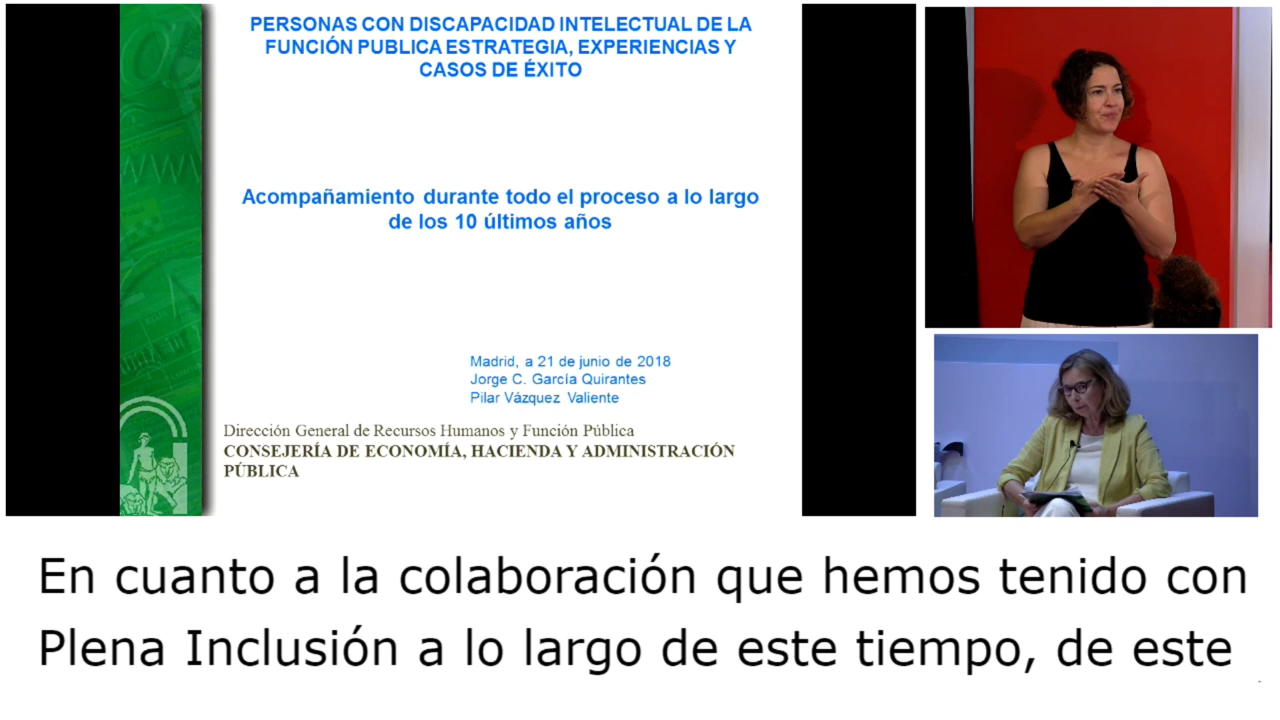 PERSONAS CON DISCAPACIDAD INTELECTUAL DE LA
FUNCIÓN PUBLICA ESTRATEGIA, EXPERIENCIAS Y
CASOS DE ÉXITO
Acompañamiento durante todo el proceso a lo largo
de los 10 últimos años
Madrid, a 21 de junio de 2018
Jorge C. García Quirantes
Pilar Vázquez Valiente
Dirección General de Recursos Humanos y Función Pública
CONSEJERÍA DE ECONOMÍA, HACIENDA Y ADMINISTRACIÓN
PÚBLICA
En cuanto a la colaboración que hemos tenido con
Plena Inclusión a lo largo de este tiempo, de este